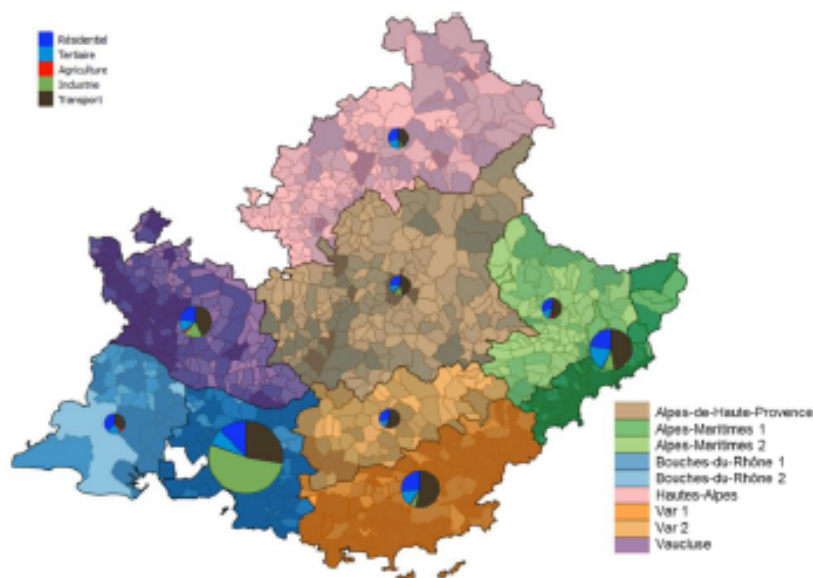 Résidentiel
Tertiaire
Agriculture
Industrie
Transport
Alpes-de-Haute-Provence
Alpes-Maritimes 1
Alpes-Maritimes 2
Bouches-du-Rhône 1
Bouches-du-Rhône 2
Hautes-Alpes
Var 1
Var 2
Vaucluse